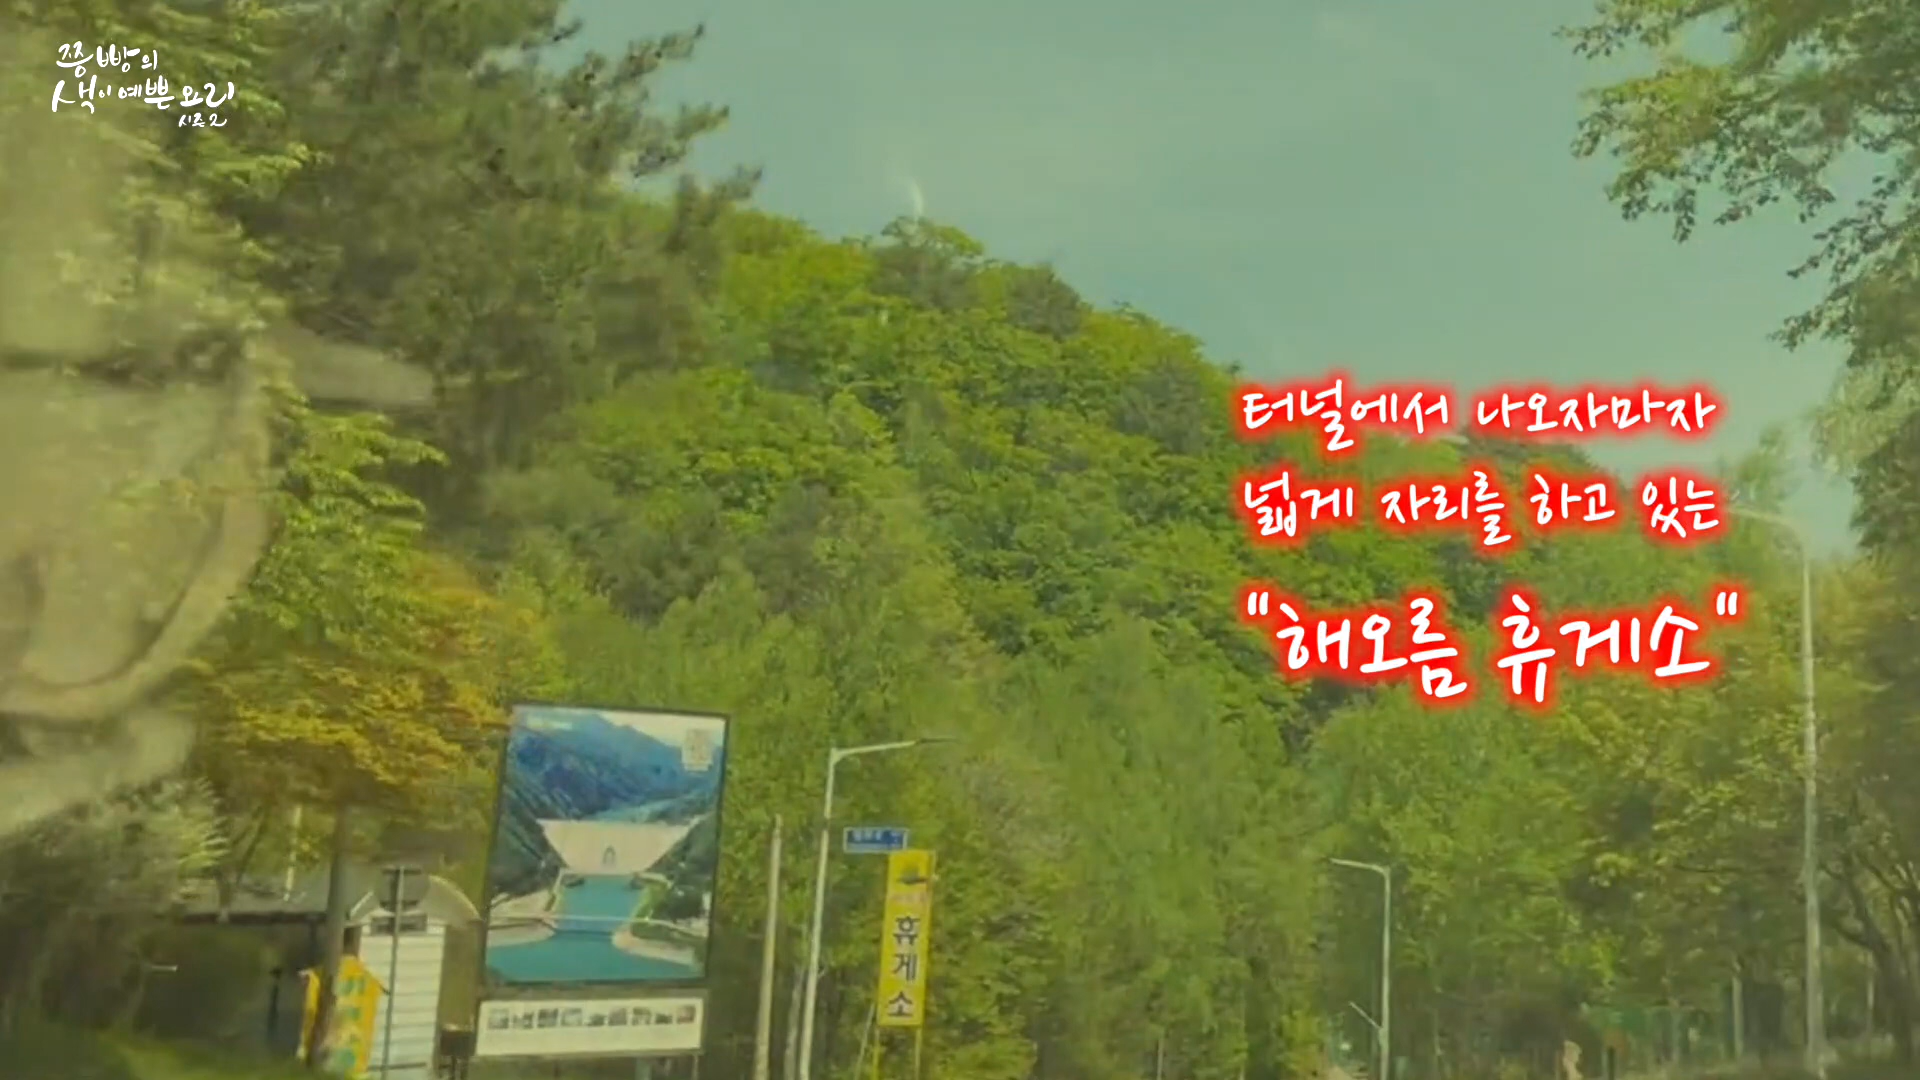 쯩빵의
색이 예쁜 요리
시즌2
터널에서 나오자마자
넓게 자리를 하고 있는
"해오름 휴게소"
휴게소